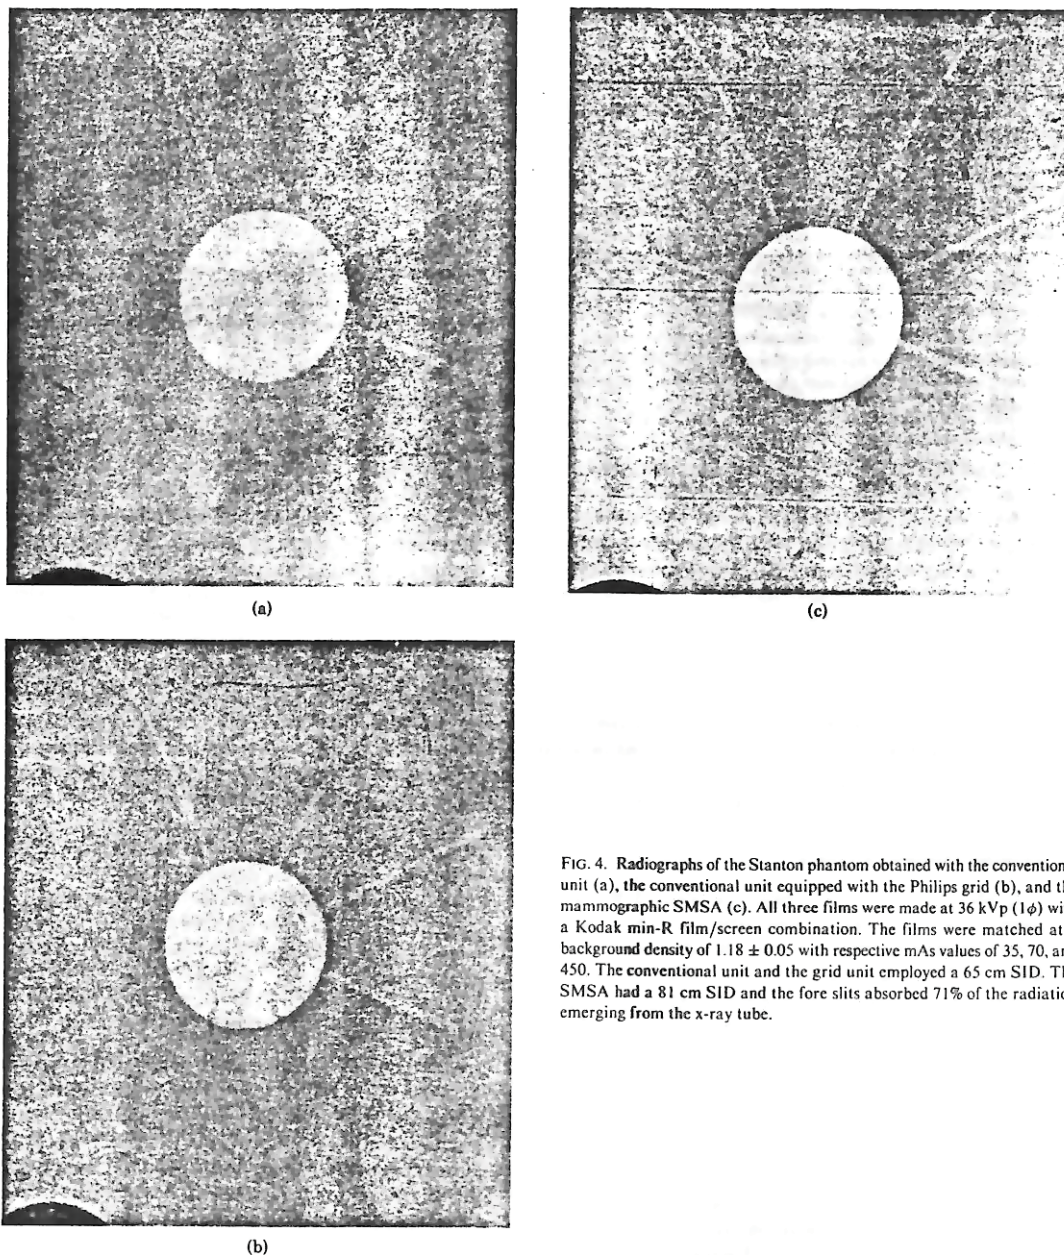 (a)
(c)
(b)
FIG. 4. Radiographs of the Stanton phantom obtained with the convention
unit (a), the conventional unit equipped with the Philips grid (b), and th
mammographic SMSA (c). All three films were made at 36 kVp (1ϕ) wi
a Kodak min-R film/screen combination. The films were matched at
background density of 1.18 ± 0.05 with respective mAs values of 35, 70, an
450. The conventional unit and the grid unit employed a 65 cm SID. Th
SMSA had a 81 cm SID and the fore slits absorbed 71% of the radiatio
emerging from the x-ray tube.